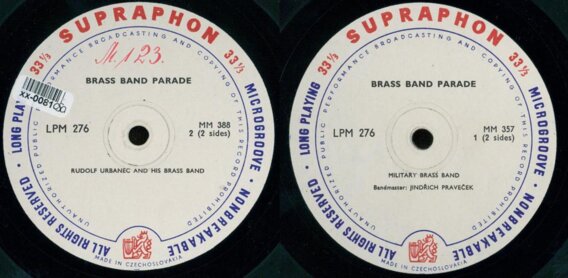 SUPRAPHON
33⅓ 33⅓
LONG PLAYING · MICROGROOVE · NONBREAKABLE · ALL RIGHTS RESERVED
UNAUTHORIZED PUBLIC PERFORMANCE BROADCASTING AND COPYING OF THIS RECORD PROHIBITED
M. 123.
BRASS BAND PARADE
LPM 276
MM 388
2 (2 sides)
RUDOLF URBANEC AND HIS BRASS BAND
MADE IN CZECHOSLOVAKIA
SUPRAPHON
33⅓ 33⅓
LONG PLAYING · MICROGROOVE · NONBREAKABLE · ALL RIGHTS RESERVED
UNAUTHORIZED PUBLIC PERFORMANCE BROADCASTING AND COPYING OF THIS RECORD PROHIBITED
BRASS BAND PARADE
LPM 276
MM 357
1 (2 sides)
MILITARY BRASS BAND
Bandmaster: JINDŘICH PRAVEČEK
MADE IN CZECHOSLOVAKIA